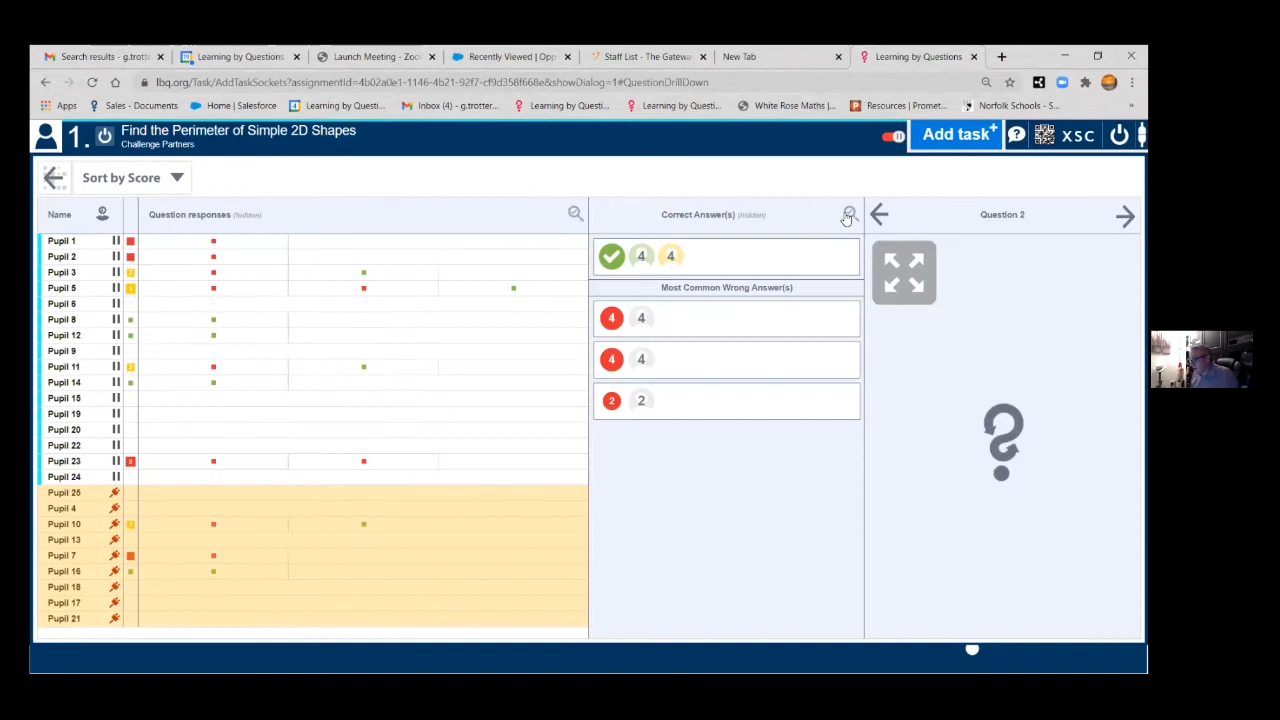 Search results - g.trotte
Learning by Questions
Launch Meeting - Zoo
Recently Viewed | Opp
Staff List - The Gatewa
New Tab
Learning by Questions
lbq.org/Task/AddTaskSockets?assignmentId=4b02a0e1-1146-4b21-92f7-cf9d358f668e&showDialog=1#QuestionDrillDown
Apps
Sales - Documents
Home | Salesforce
Learning by Questi...
Inbox (4) - g.trotter...
Learning by Questi...
Learning by Questi...
White Rose Maths |...
Resources | Promet...
Norfolk Schools - S...
1.
Find the Perimeter of Simple 2D Shapes
Challenge Partners
Add task+
XSC
Sort by Score
Name
Question responses (hidden)
Correct Answer(s) (hidden)
Question 2
Pupil 1
Pupil 2
Pupil 3 2
Pupil 5
Pupil 6
Pupil 8
Pupil 12
Pupil 9
Pupil 11 2
Pupil 14
Pupil 15
Pupil 19
Pupil 20
Pupil 22
Pupil 23 2
Pupil 24
Pupil 25
Pupil 4
Pupil 10 2
Pupil 13
Pupil 7
Pupil 16
Pupil 18
Pupil 17
Pupil 21
4 4
Most Common Wrong Answer(s)
4 4
4 4
2 2
?